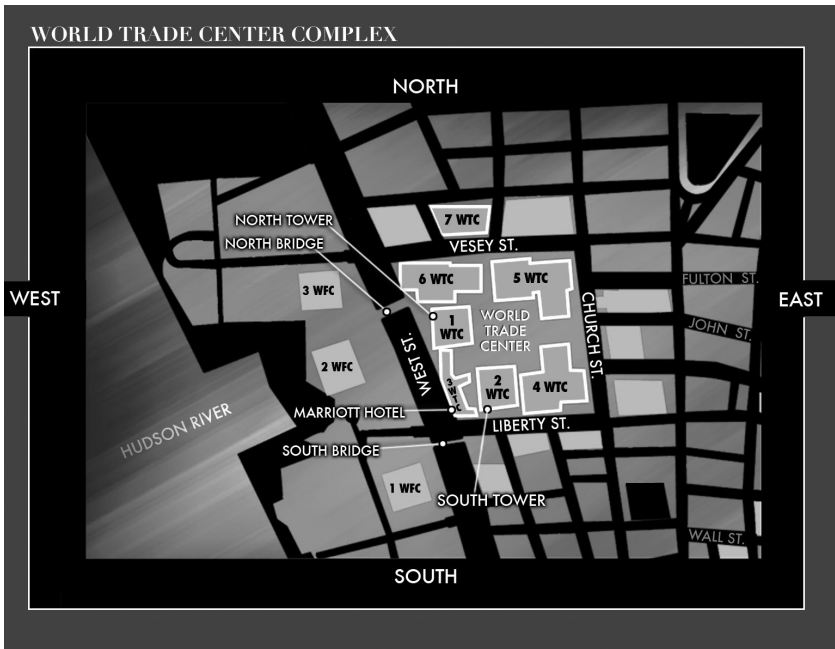 WORLD TRADE CENTER COMPLEX
NORTH
NORTH TOWER
7 WTC
NORTH BRIDGE
VESEY ST.
6 WTC
5 WTC
FULTON ST.
WEST
3 WFC
EAST
1
WTC
WORLD
TRADE
CENTER
CHURCH ST.
JOHN ST.
WEST ST.
2 WFC
3 WTC
2
WTC
4 WTC
MARRIOTT HOTEL
HUDSON RIVER
LIBERTY ST.
SOUTH BRIDGE
1 WFC
SOUTH TOWER
WALL ST.
SOUTH